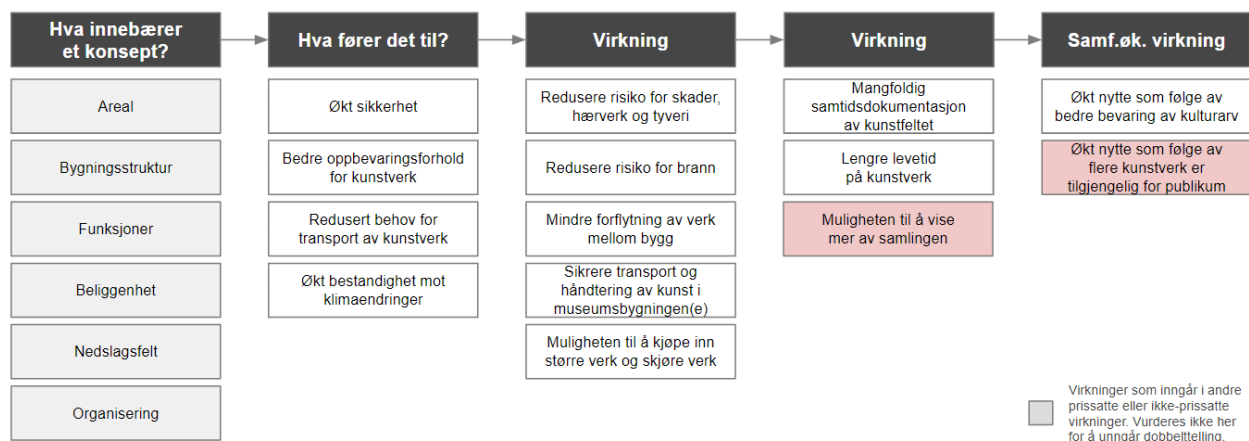 Hva innebærer
et konsept?
Hva fører det til?
Virkning
Virkning
Samf.øk. virkning
Areal
Bygningsstruktur
Funksjoner
Beliggenhet
Nedslagsfelt
Organisering
Økt sikkerhet
Bedre oppbevaringsforhold
for kunstverk
Redusert behov for
transport av kunstverk
Økt bestandighet mot
klimaendringer
Redusere risiko for skader,
hærverk og tyveri
Redusere risiko for brann
Mindre forflytning av verk
mellom bygg
Sikrere transport og
håndtering av kunst i
museumsbygningen(e)
Muligheten til å kjøpe inn
større verk og skjøre verk
Mangfoldig
samtidsdokumentasjon
av kunstfeltet
Lengre levetid
på kunstverk
Muligheten til å vise
mer av samlingen
Økt nytte som følge av
bedre bevaring av kulturarv
Økt nytte som følge av
flere kunstverk er
tilgjengelig for publikum
Virkninger som inngår i andre
prissatte eller ikke-prissatte
virkninger. Vurderes ikke her
for å unngår dobbelttelling.